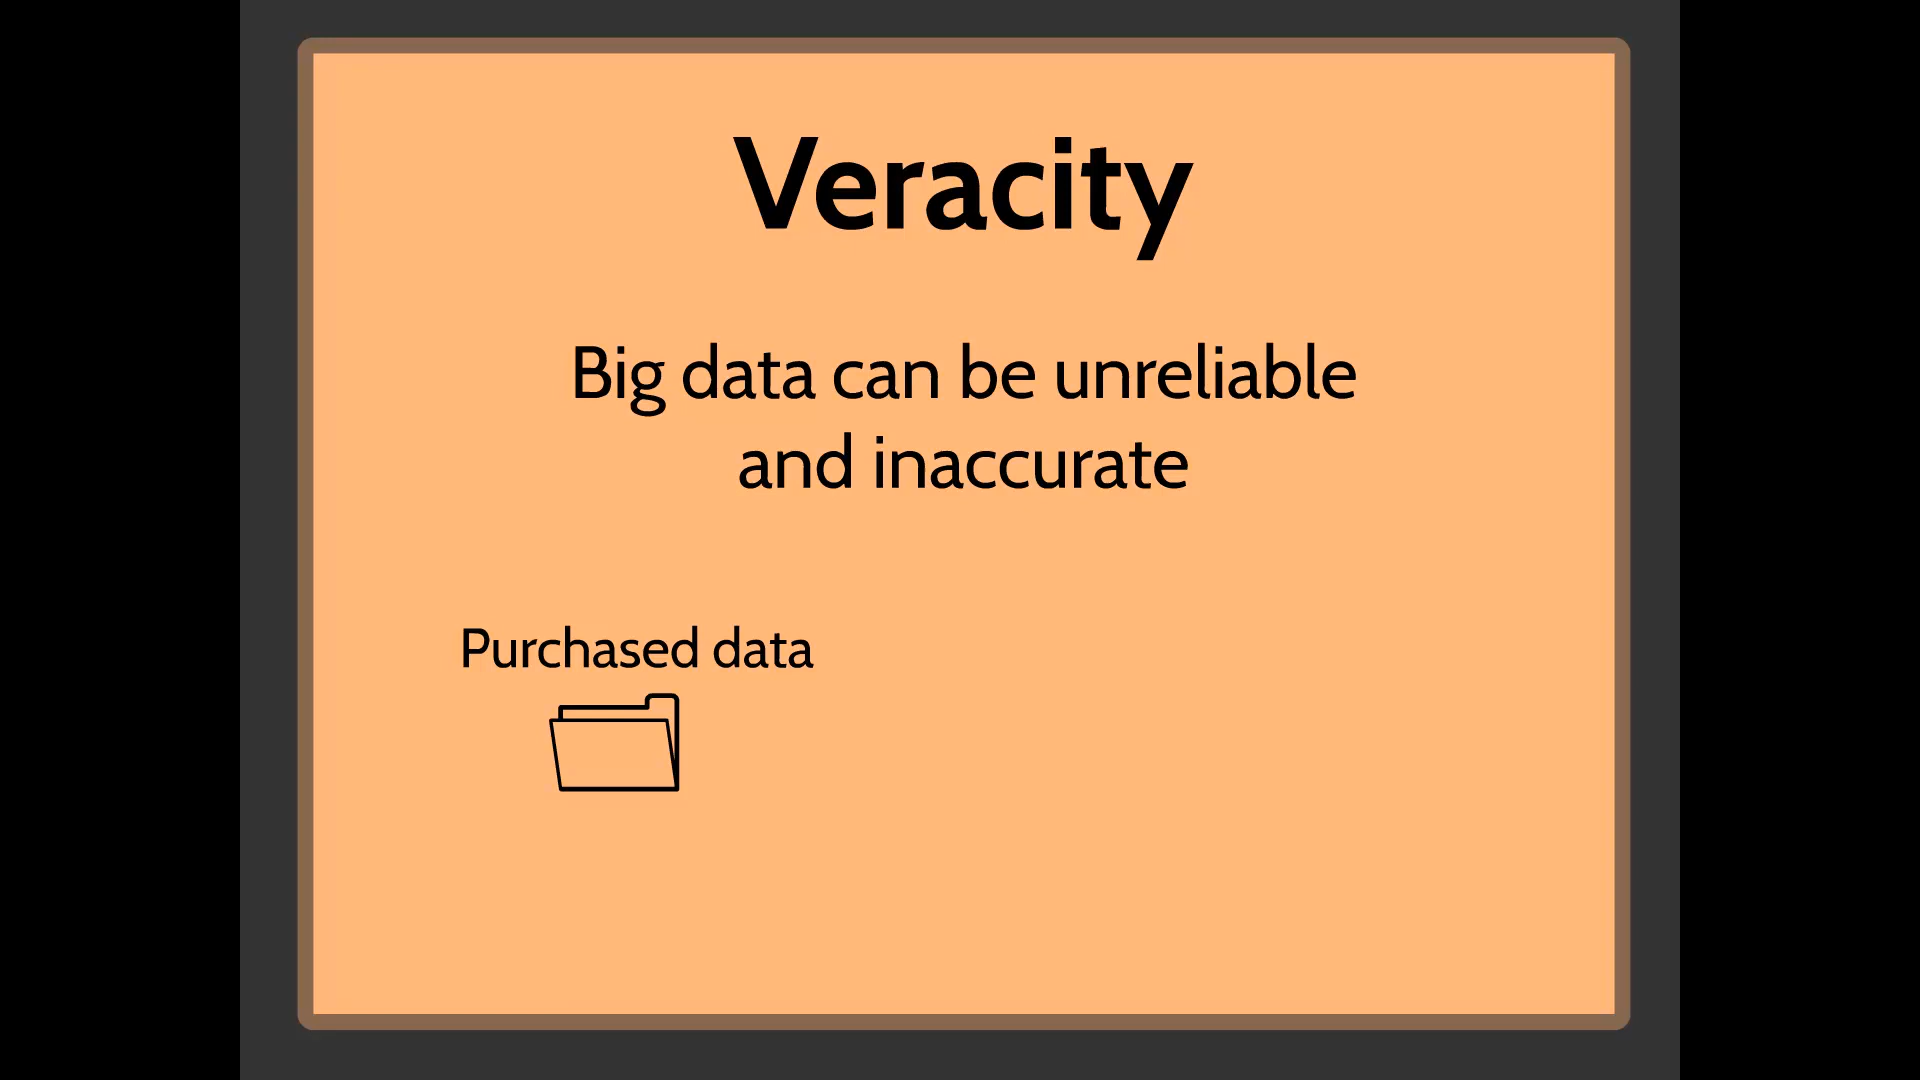 Veracity
Big data can be unreliable
and inaccurate
Purchased data